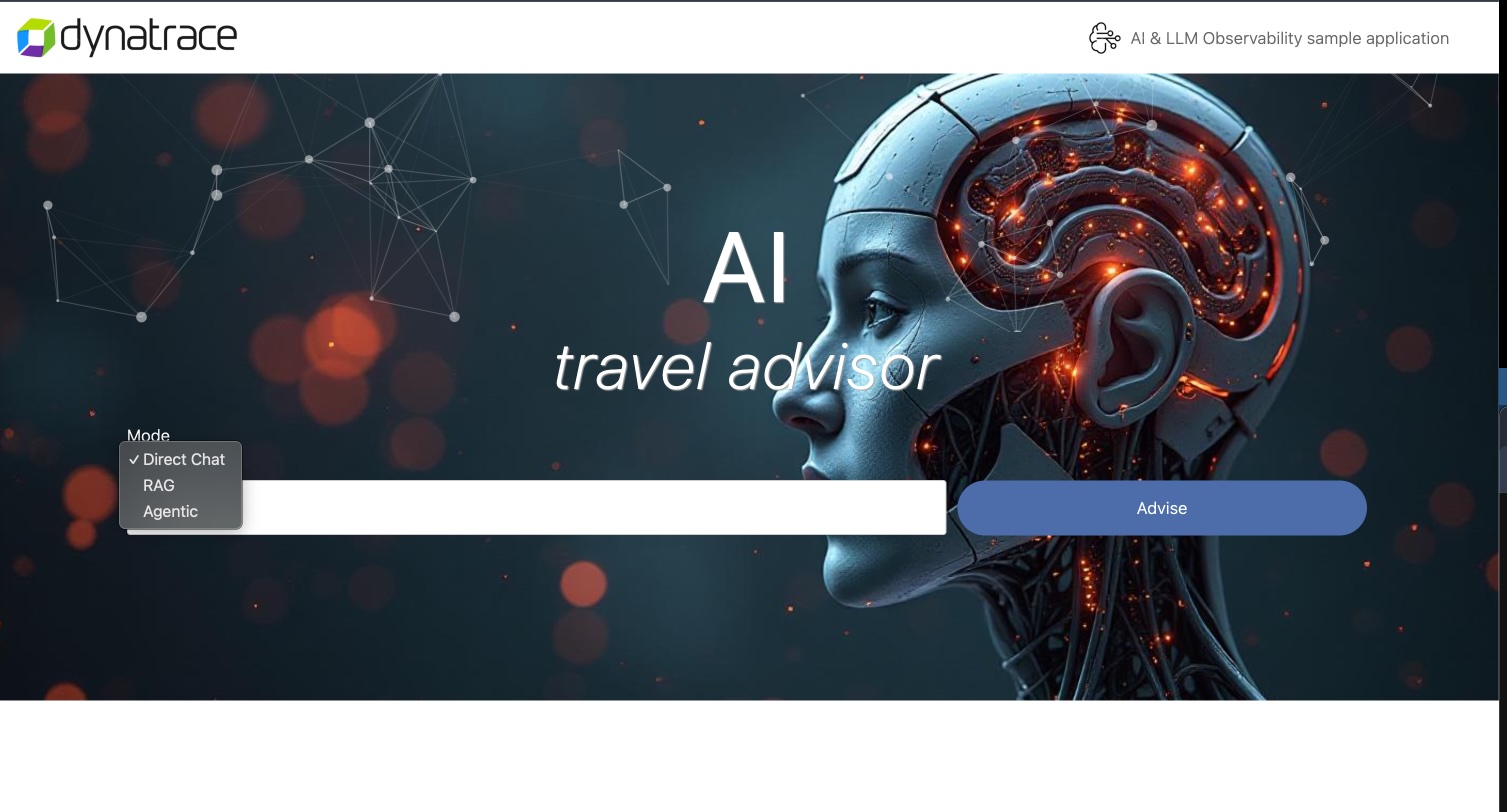 dynatrace
AI & LLM Observability sample application
AI
travel advisor
Mode
✓ Direct Chat
RAG
Agentic
Advise